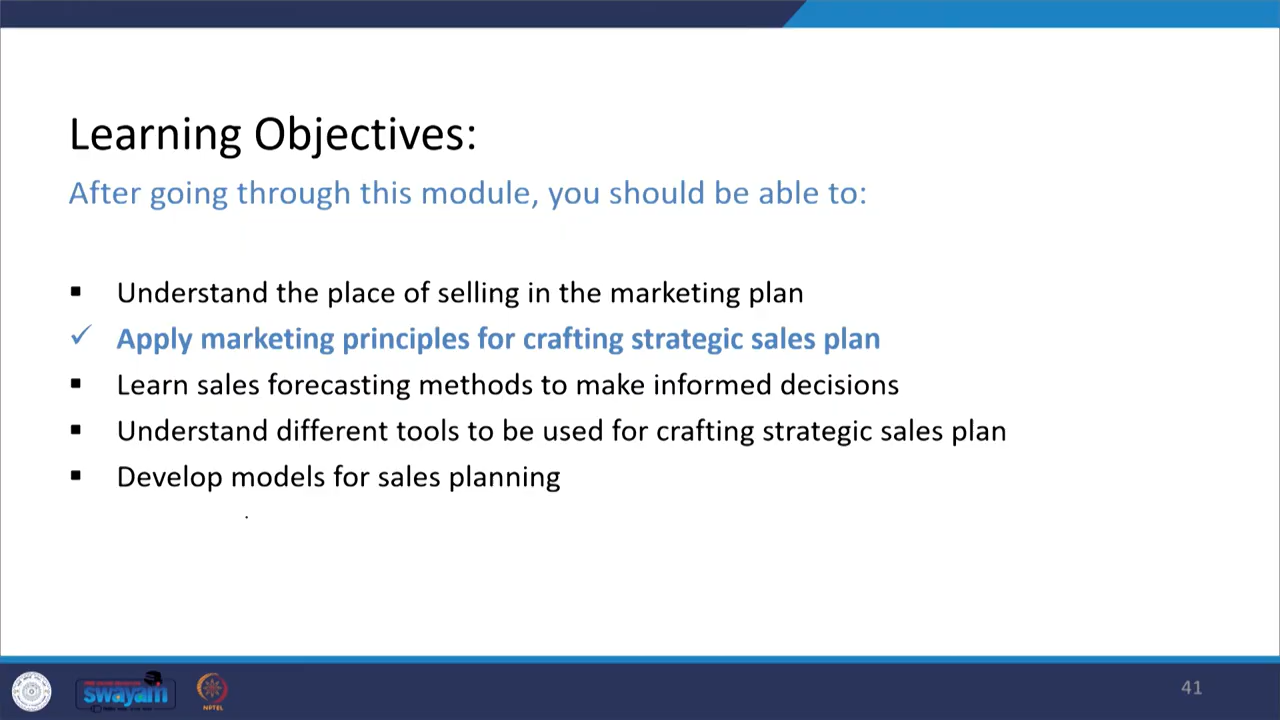 Learning Objectives:
After going through this module, you should be able to:
▪ Understand the place of selling in the marketing plan
✓ Apply marketing principles for crafting strategic sales plan
▪ Learn sales forecasting methods to make informed decisions
▪ Understand different tools to be used for crafting strategic sales plan
▪ Develop models for sales planning
.
swayam
NPTEL
41